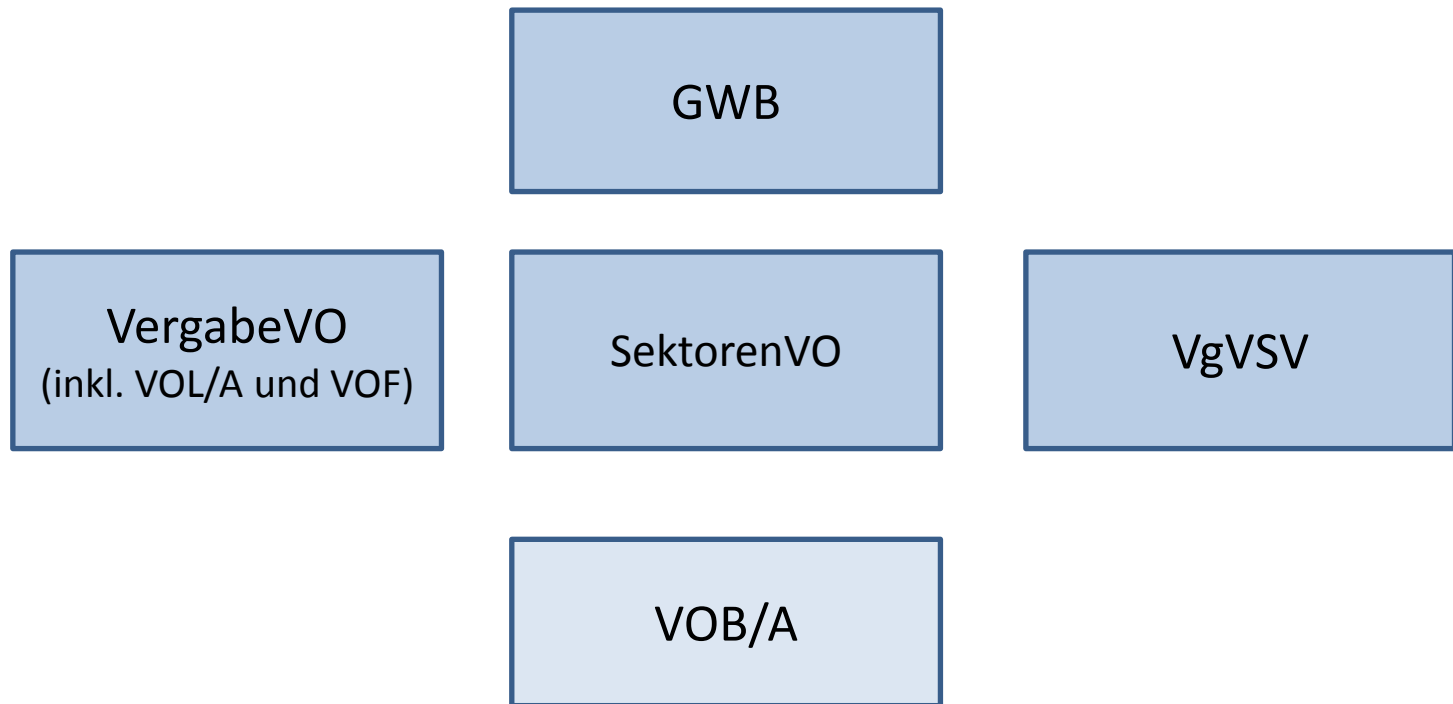 GWB
VergabeVO
(inkl. VOL/A und VOF)
SektorenVO
VgVSV
VOB/A